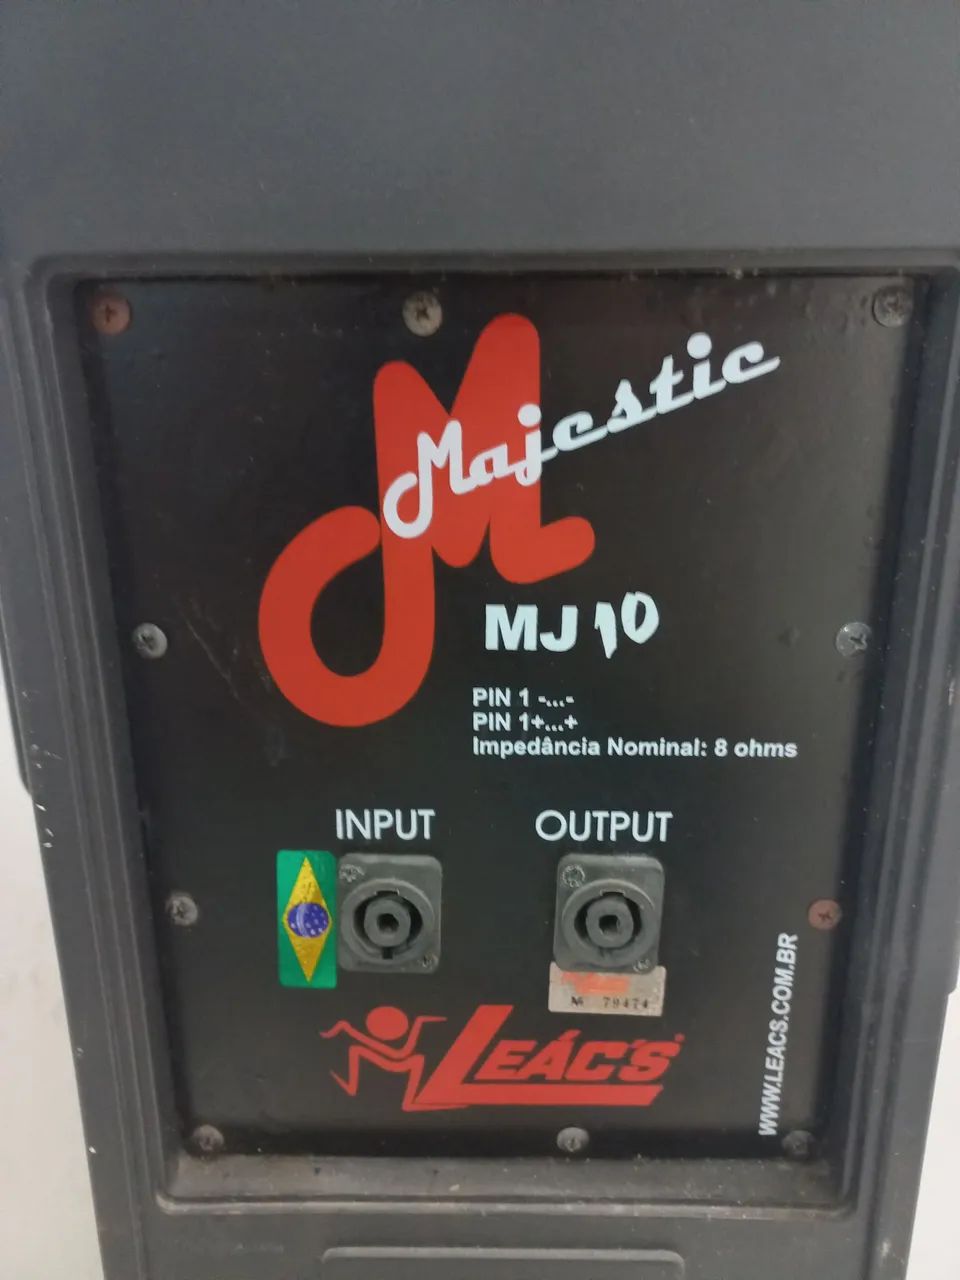 Majestic
MJ 10
PIN 1 -...-
PIN 1+...+
Impedância Nominal: 8 ohms
INPUT
OUTPUT
Nº 79474
LEÁC'S®
WWW.LEACS.COM.BR